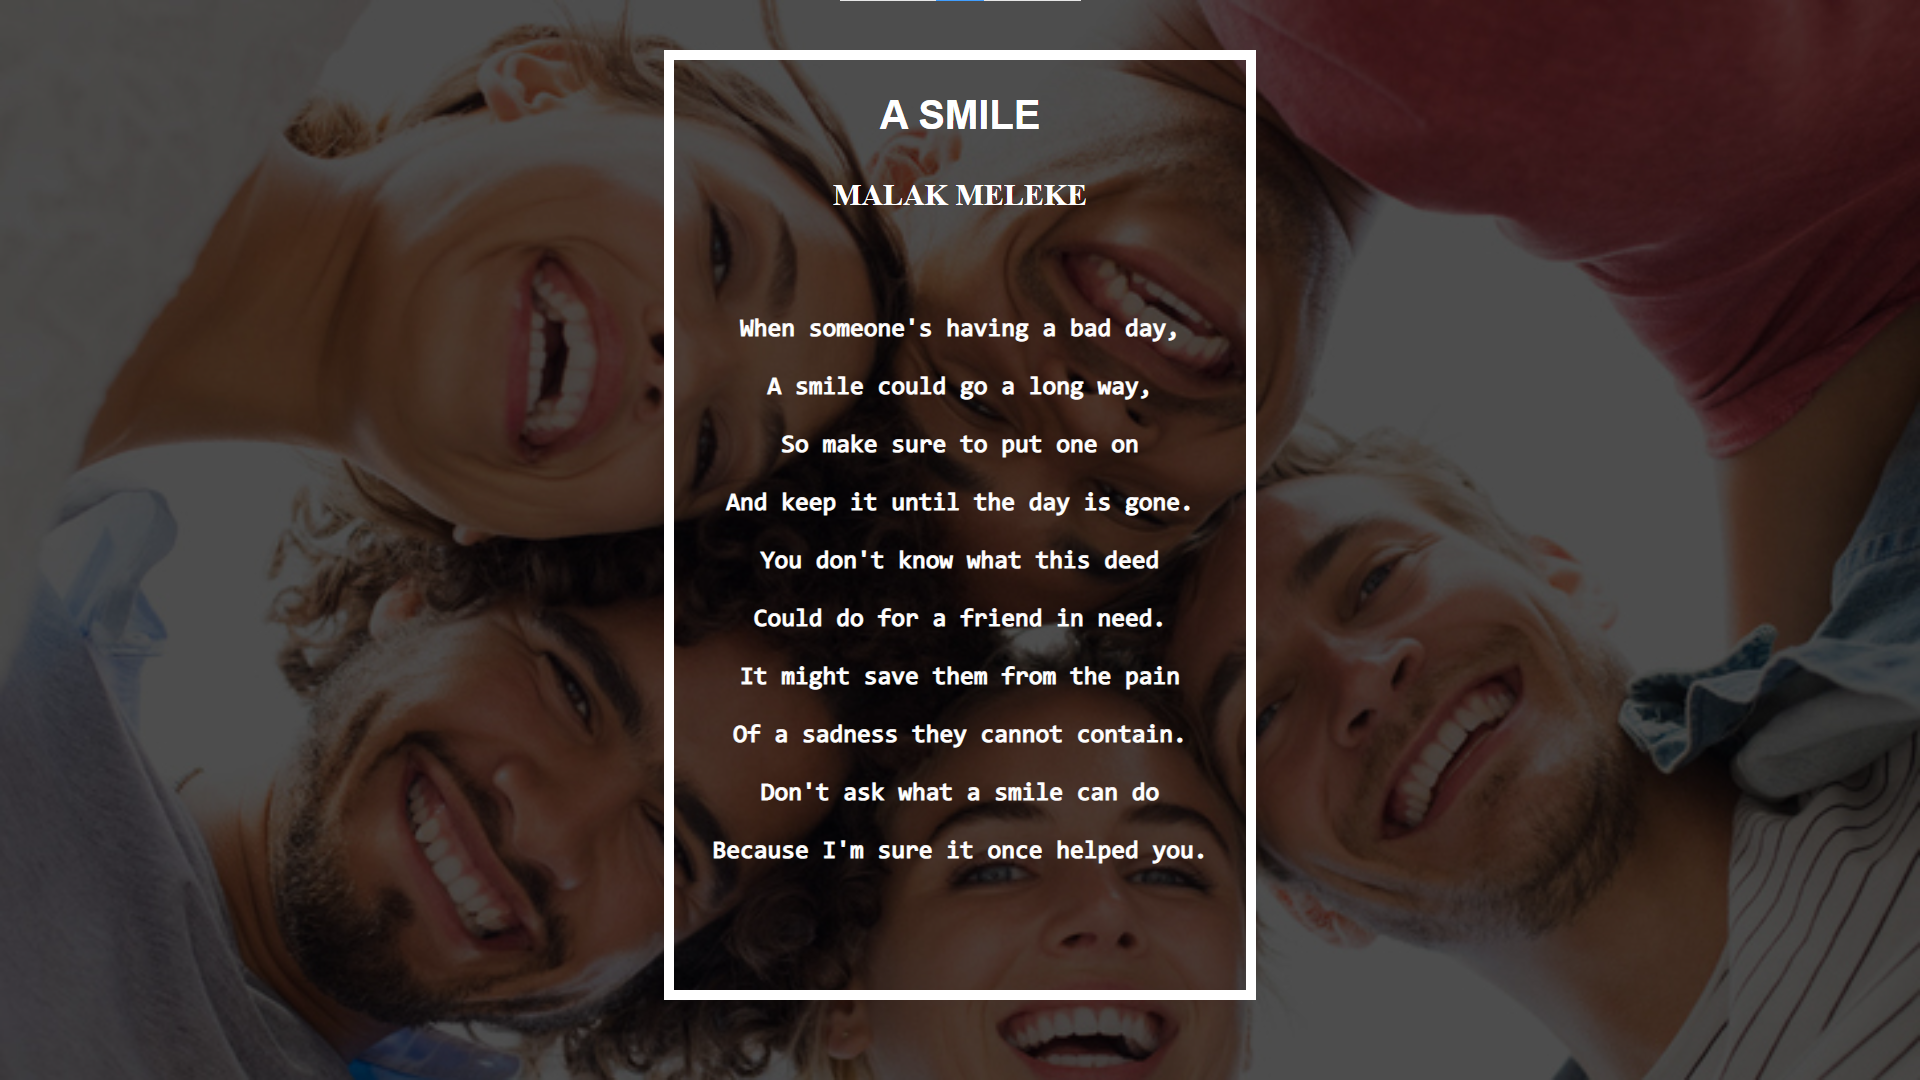 A SMILE
MALAK MELEKE
When someone's having a bad day,
A smile could go a long way,
So make sure to put one on
And keep it until the day is gone.
You don't know what this deed
Could do for a friend in need.
It might save them from the pain
Of a sadness they cannot contain.
Don't ask what a smile can do
Because I'm sure it once helped you.